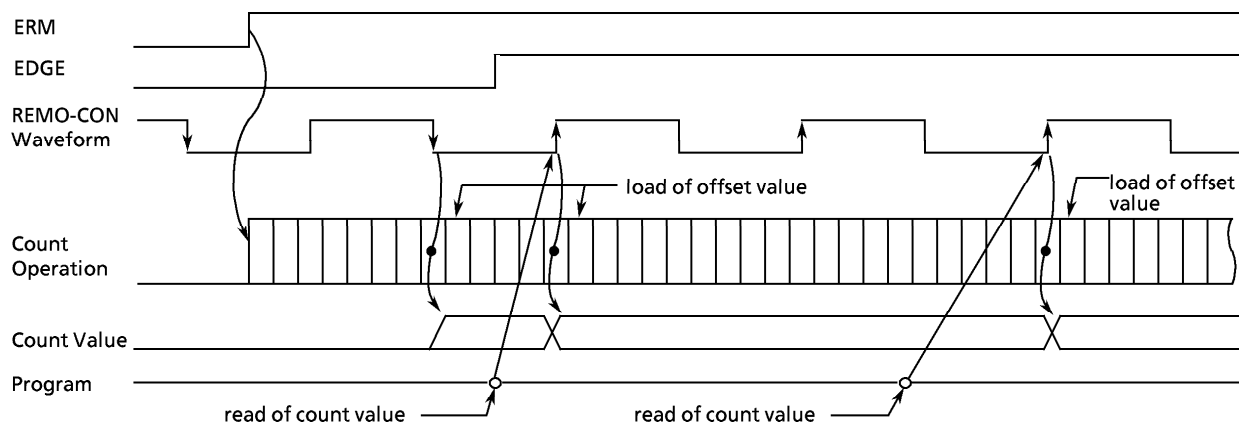 ERM
EDGE
REMO-CON
Waveform
load of offset value
load of offset
value
Count
Operation
Count Value
Program
read of count value
read of count value